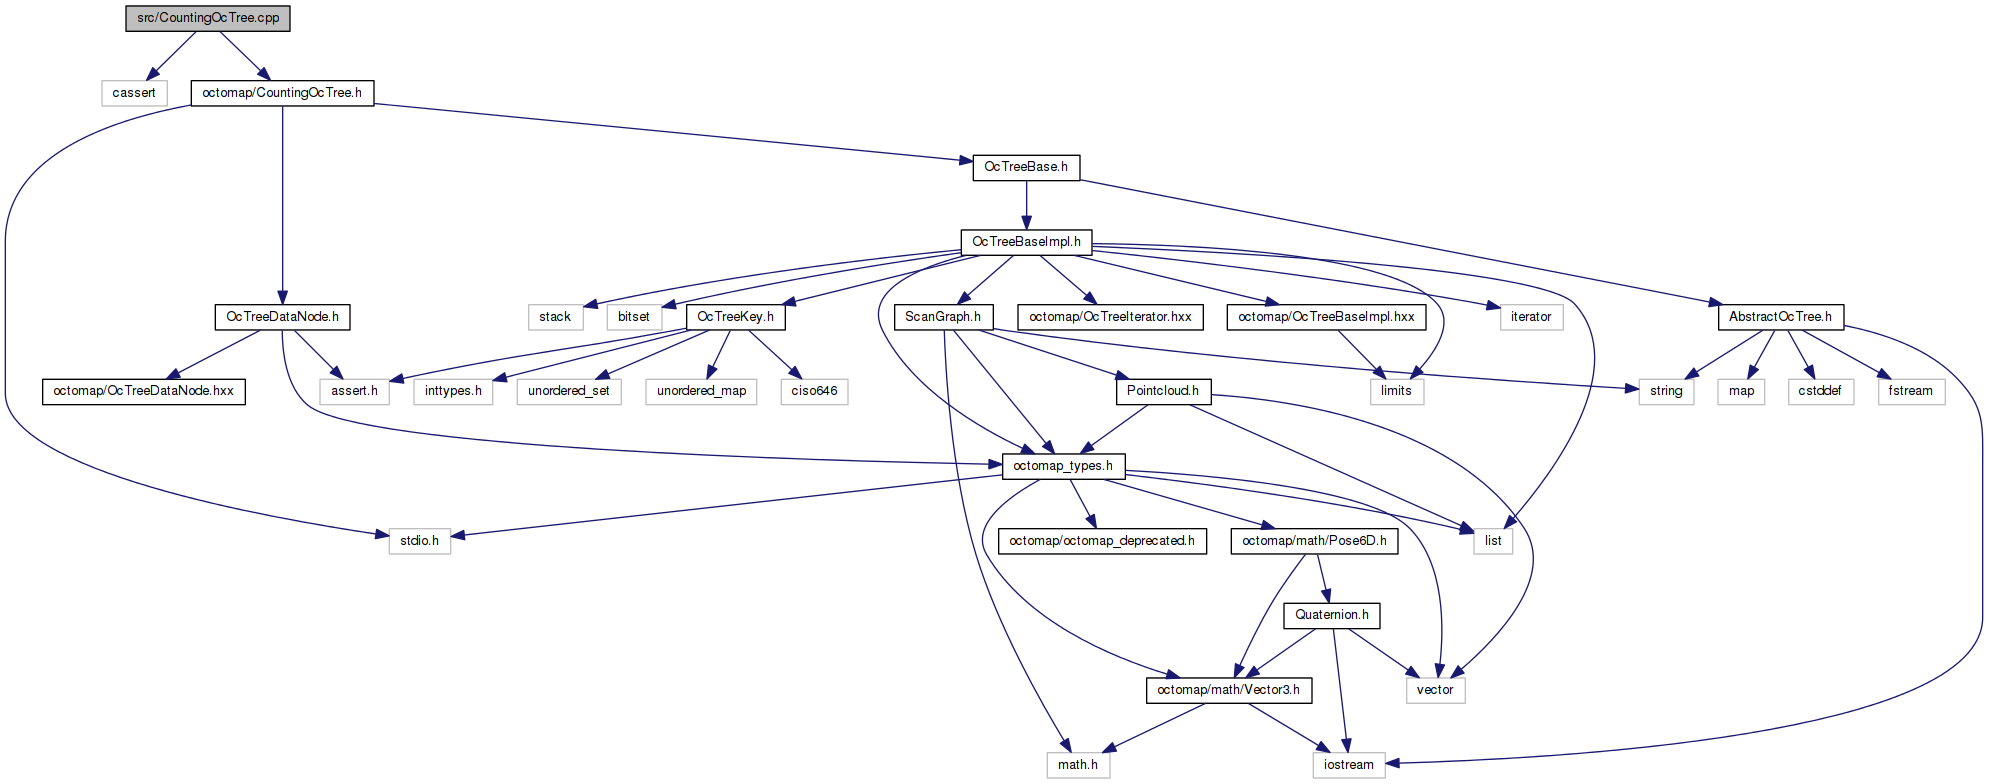 src/CountingOcTree.cpp
cassert
octomap/CountingOcTree.h
OcTreeBase.h
OcTreeBaseImpl.h
OcTreeDataNode.h
stack
bitset
OcTreeKey.h
ScanGraph.h
octomap/OcTreeIterator.hxx
octomap/OcTreeBaseImpl.hxx
iterator
AbstractOcTree.h
octomap/OcTreeDataNode.hxx
assert.h
inttypes.h
unordered_set
unordered_map
ciso646
Pointcloud.h
limits
string
map
cstddef
fstream
octomap_types.h
stdio.h
octomap/octomap_deprecated.h
octomap/math/Pose6D.h
list
Quaternion.h
octomap/math/Vector3.h
vector
math.h
iostream